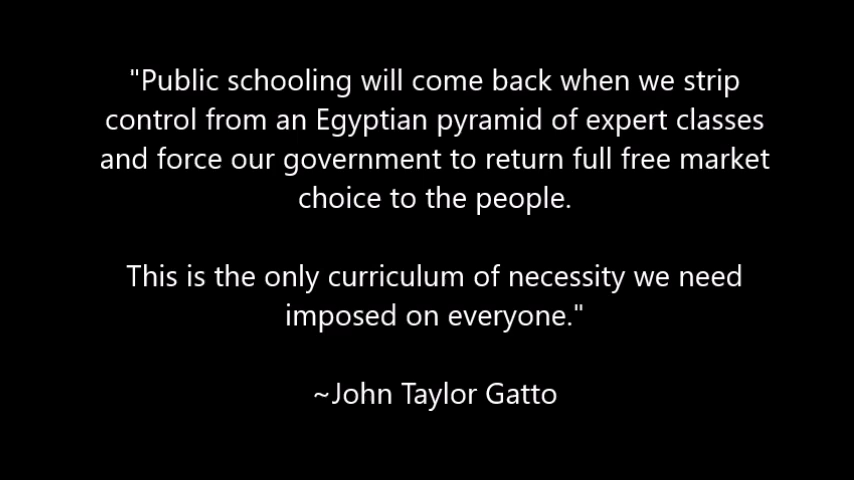 "Public schooling will come back when we strip
control from an Egyptian pyramid of expert classes
and force our government to return full free market
choice to the people.
This is the only curriculum of necessity we need
imposed on everyone."
~John Taylor Gatto